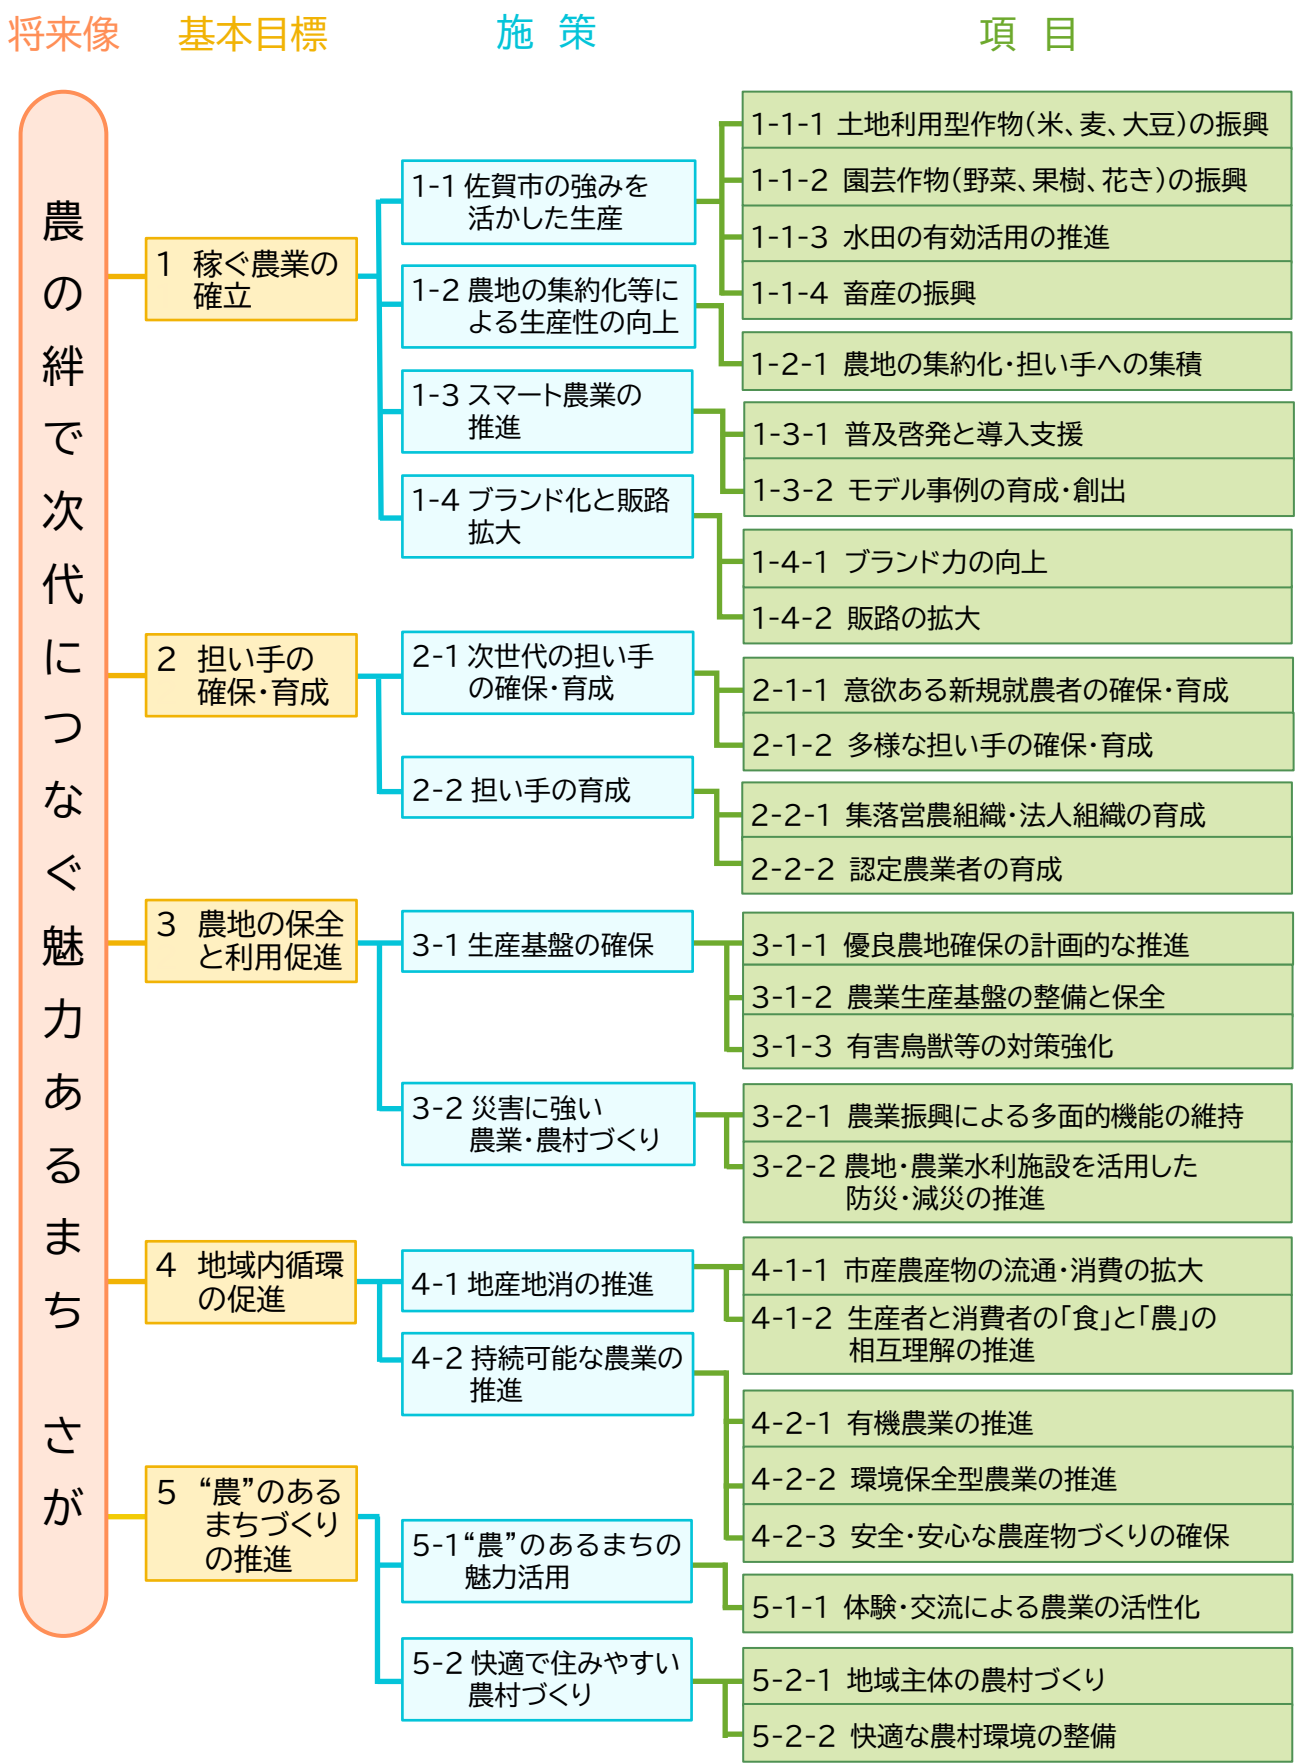 将来像
基本目標
施 策
項 目
農の絆で次代につなぐ魅力あるまち さが
1 稼ぐ農業の
確立
1-1 佐賀市の強みを
活かした生産
1-1-1 土地利用型作物(米、麦、大豆)の振興
1-1-2 園芸作物(野菜、果樹、花き)の振興
1-1-3 水田の有効活用の推進
1-1-4 畜産の振興
1-2 農地の集約化等に
よる生産性の向上
1-2-1 農地の集約化・担い手への集積
1-3 スマート農業の
推進
1-3-1 普及啓発と導入支援
1-3-2 モデル事例の育成・創出
1-4 ブランド化と販路
拡大
1-4-1 ブランド力の向上
1-4-2 販路の拡大
2 担い手の
確保・育成
2-1 次世代の担い手
の確保・育成
2-1-1 意欲ある新規就農者の確保・育成
2-1-2 多様な担い手の確保・育成
2-2 担い手の育成
2-2-1 集落営農組織・法人組織の育成
2-2-2 認定農業者の育成
3 農地の保全
と利用促進
3-1 生産基盤の確保
3-1-1 優良農地確保の計画的な推進
3-1-2 農業生産基盤の整備と保全
3-1-3 有害鳥獣等の対策強化
3-2 災害に強い
農業・農村づくり
3-2-1 農業振興による多面的機能の維持
3-2-2 農地・農業水利施設を活用した
防災・減災の推進
4 地域内循環
の促進
4-1 地産地消の推進
4-1-1 市産農産物の流通・消費の拡大
4-1-2 生産者と消費者の「食」と「農」の
相互理解の推進
4-2 持続可能な農業の
推進
4-2-1 有機農業の推進
4-2-2 環境保全型農業の推進
4-2-3 安全・安心な農産物づくりの確保
5 “農”のある
まちづくり
の推進
5-1“農”のあるまちの
魅力活用
5-1-1 体験・交流による農業の活性化
5-2 快適で住みやすい
農村づくり
5-2-1 地域主体の農村づくり
5-2-2 快適な農村環境の整備